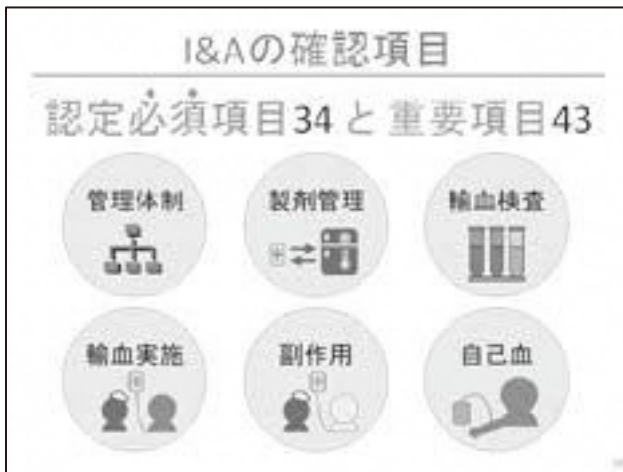 I&Aの確認項目
認定必須項目34 と 重要項目43
管理体制
製剤管理
輸血検査
輸血実施
副作用
自己血